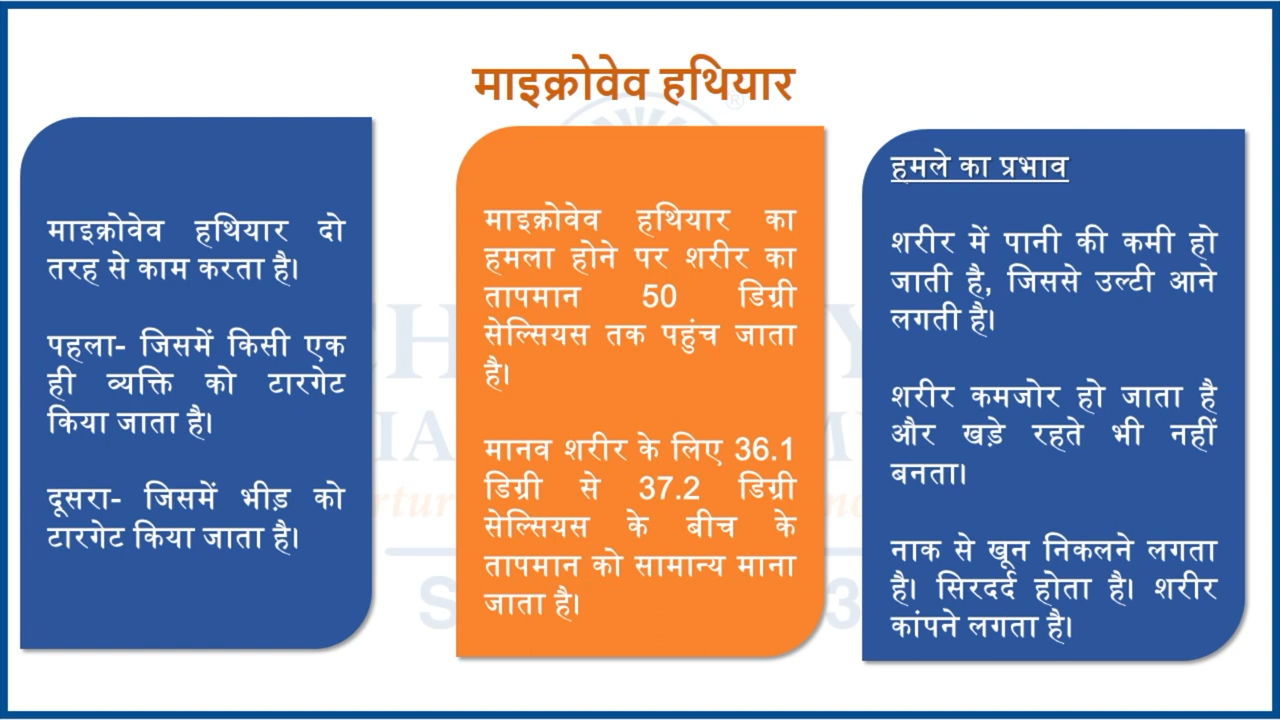 माइक्रोवेव हथियार
माइक्रोवेव हथियार दो
तरह से काम करता है।
पहला- जिसमें किसी एक
ही व्यक्ति को टारगेट
किया जाता है।
दूसरा- जिसमें भीड़ को
टारगेट किया जाता है।
माइक्रोवेव हथियार का
हमला होने पर शरीर का
तापमान 50 डिग्री
सेल्सियस तक पहुंच जाता
है।
मानव शरीर के लिए 36.1
डिग्री से 37.2 डिग्री
सेल्सियस के बीच के
तापमान को सामान्य माना
जाता है।
हमले का प्रभाव
शरीर में पानी की कमी हो
जाती है, जिससे उल्टी आने
लगती है।
शरीर कमजोर हो जाता है
और खड़े रहते भी नहीं
बनता।
नाक से खून निकलने लगता
है। सिरदर्द होता है। शरीर
कांपने लगता है।